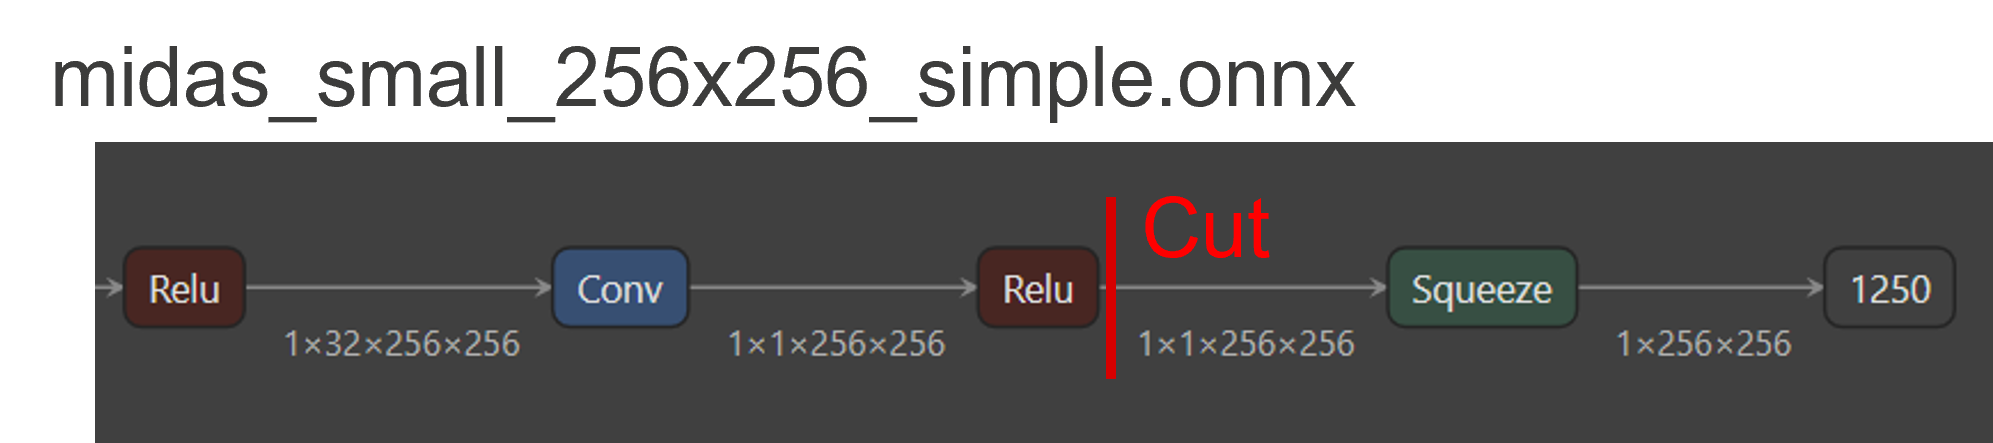 midas_small_256x256_simple.onnx
Cut
Relu Conv Relu Squeeze 1250
1×32×256×256 1×1×256×256 1×1×256×256 1×256×256